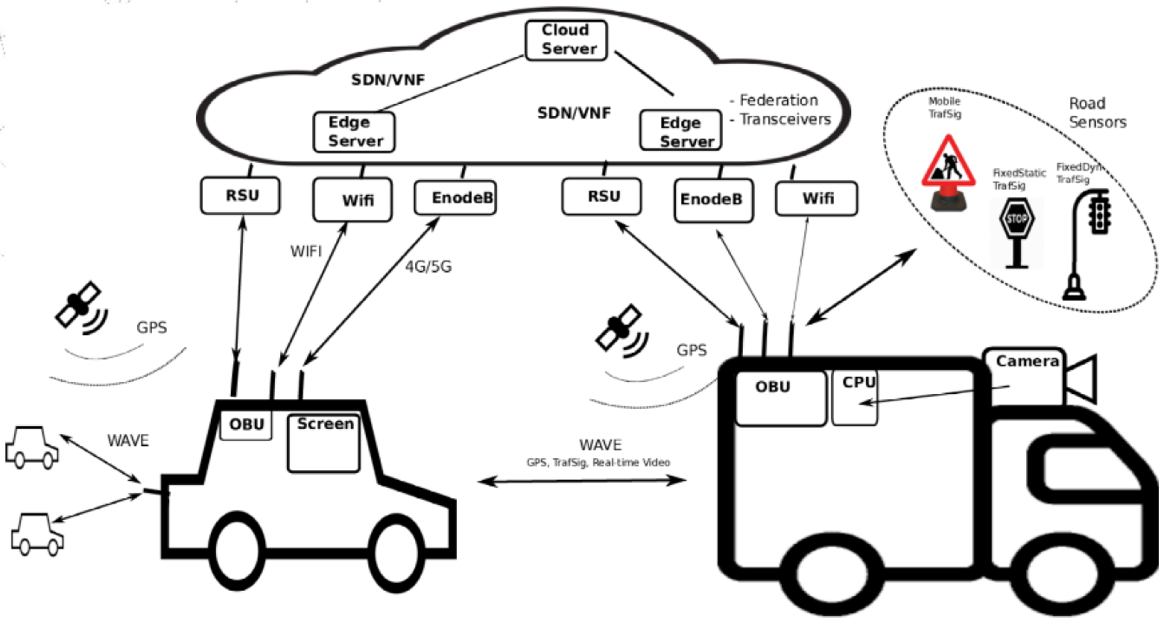 Cloud
Server
SDN/VNF
SDN/VNF
- Federation
- Transceivers
Edge
Server
Edge
Server
Mobile
TrafSig
Road
Sensors
FixedStatic
TrafSig
FixedDyn
TrafSig
STOP
RSU
Wifi
EnodeB
RSU
EnodeB
Wifi
WIFI
4G/5G
GPS
GPS
Camera
OBU
CPU
OBU
Screen
WAVE
WAVE
GPS, TrafSig, Real-time Video